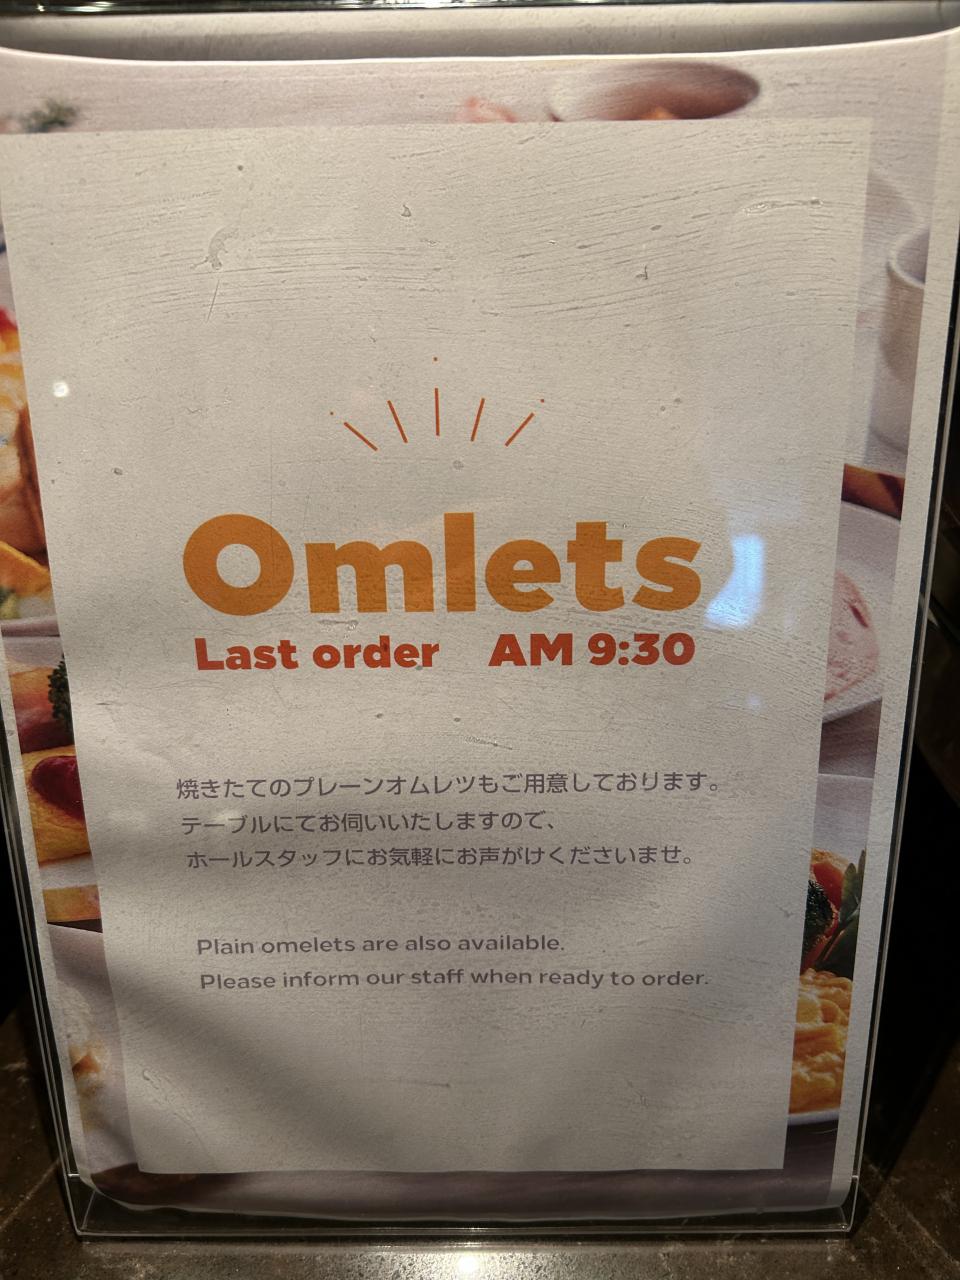 Omlets
Last order AM 9:30
焼きたてのプレーンオムレツもご用意しております。
テーブルにてお伺いいたしますので、
ホールスタッフにお気軽にお声がけくださいませ。
Plain omelets are also available.
Please inform our staff when ready to order.